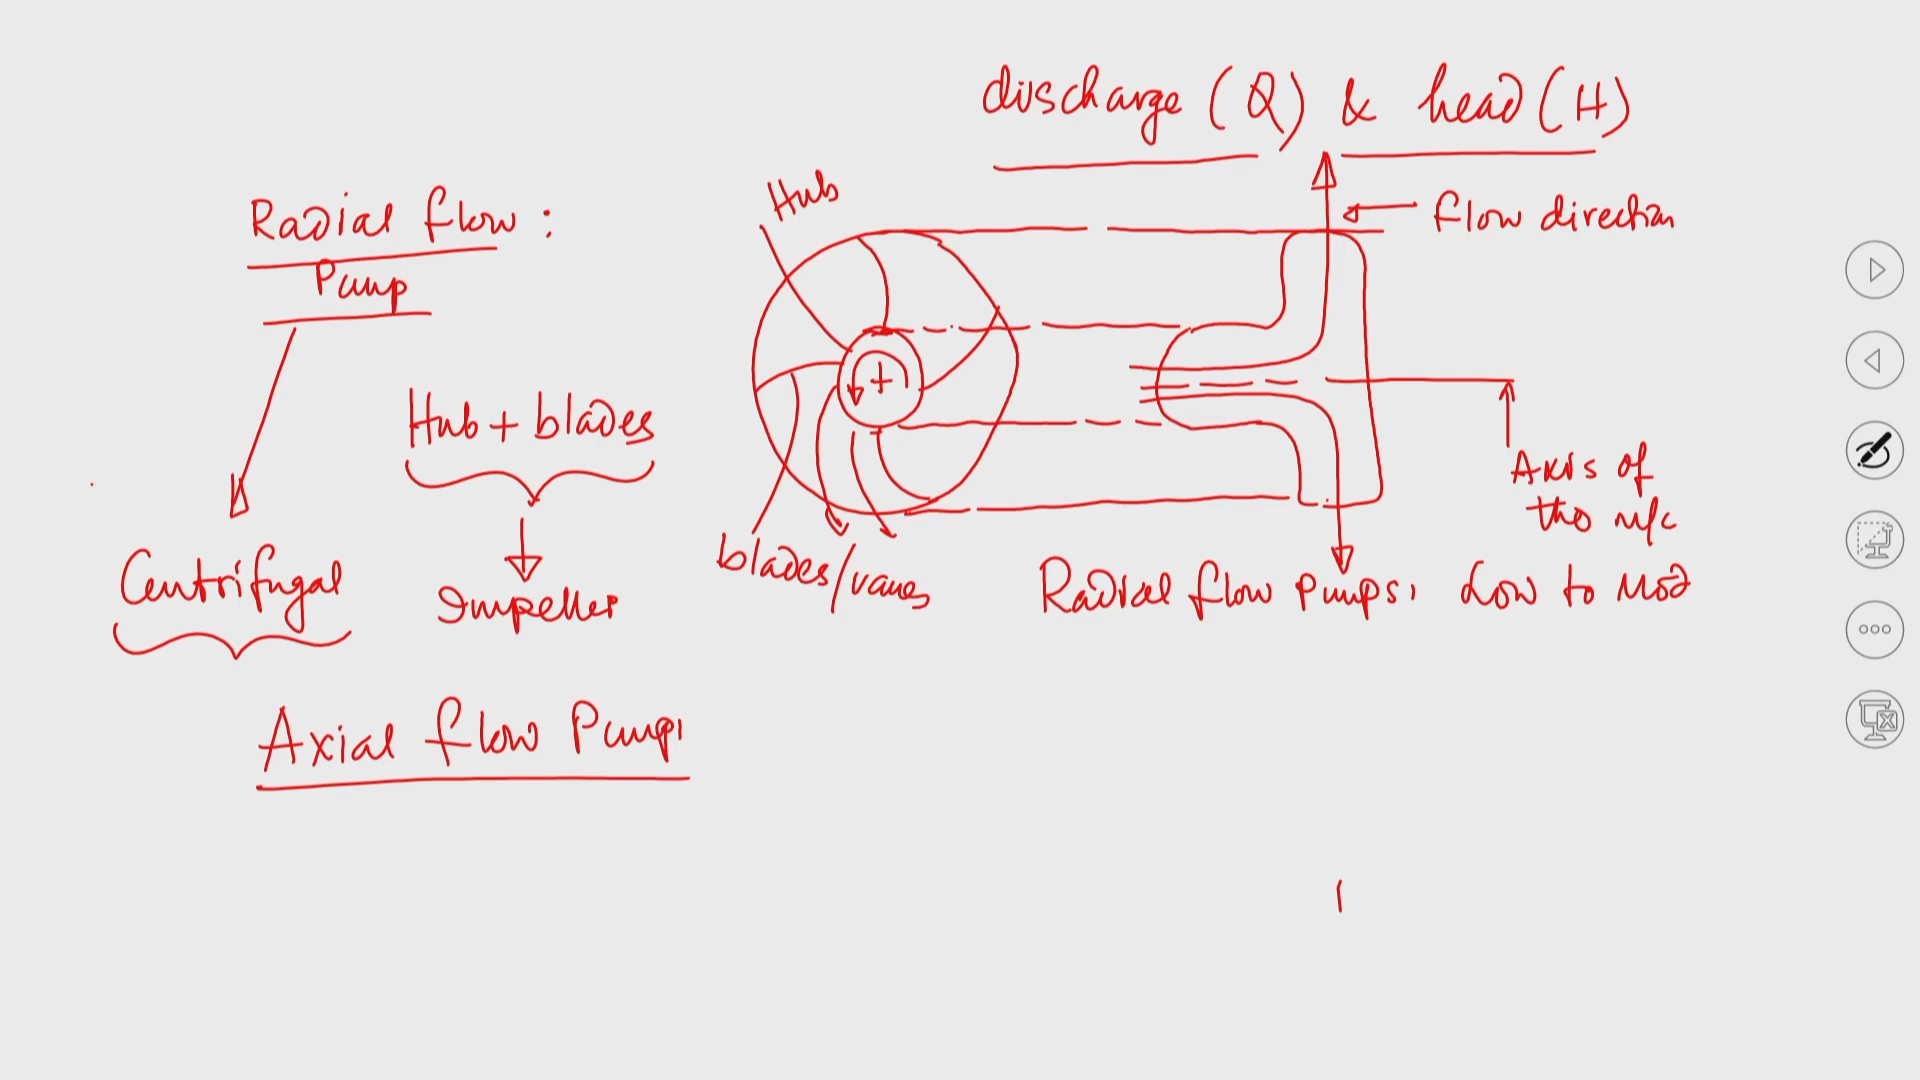 discharge (Q) & head (H)
Hub
Radial flow :
Pump
flow direction
Hub + blades
Axis of
the m/c
Centrifugal
Impeller
blades/vanes
Radial flow Pumps, Low to Mod
Axial flow Pump,